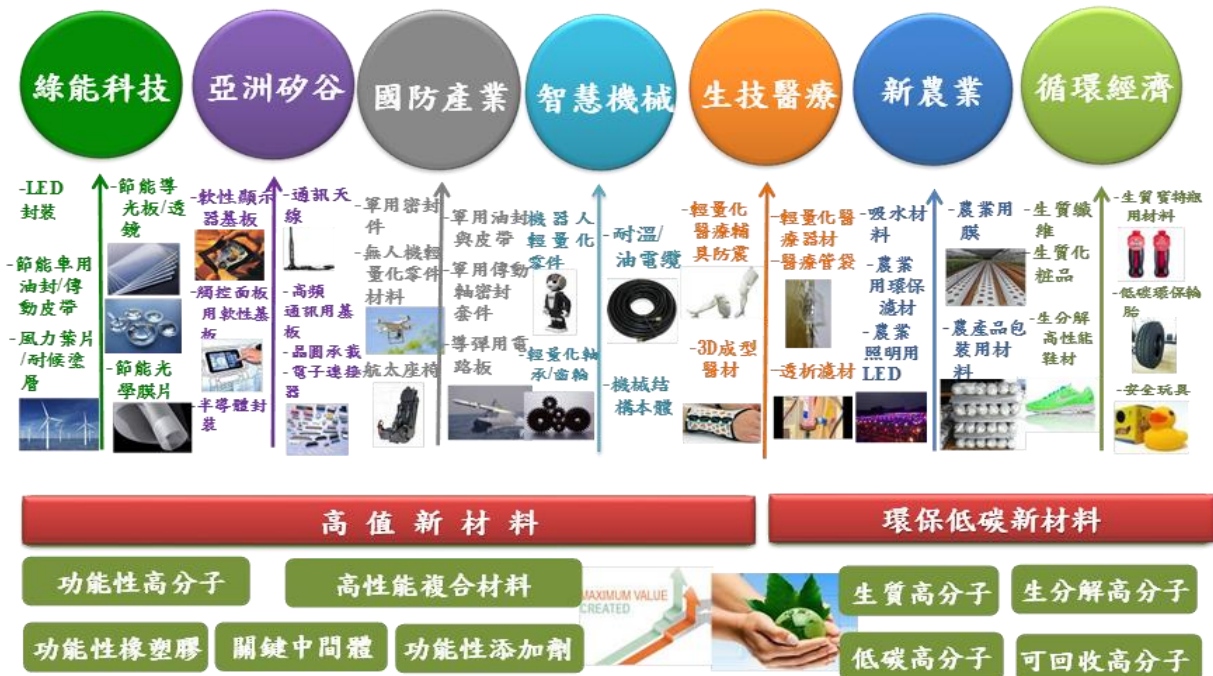 綠能科技
亞洲矽谷
國防產業
智慧機械
生技醫療
新農業
循環經濟
-LED
封裝
-節能車用
油封/傳
動皮帶
-風力葉片
/耐候塗
層
-節能導
光板/透
鏡
-節能光
學膜片
-軟性顯示
器基板
-觸控面板
用軟性基
板
-半導體封
裝
-通訊天
線
-高頻
通訊用基
板
-晶圓承載
-電子連接
器
-軍用密封
件
-無人機輕
量化零件
材料
-航太座椅
-軍用油封
與皮帶
-軍用傳動
軸密封
套件
-導彈用電
路板
機器人
輕量化
零件
-輕量化軸
承/齒輪
-耐溫/
油電纜
-機械結
構本體
-輕量化
醫療輔
具防震
-3D成型
醫材
-輕量化醫
療器材
-醫療管袋
-透析濾材
-吸水材
料
-農業
用環保
濾材
-農業
照明用
LED
-農業用
膜
-農產品包
裝用材
料
-生質纖
維
-生質化
粧品
-生分解
高性能
鞋材
-生質寶特瓶
用材料
-低碳環保輪
胎
-安全玩具
高值新材料
環保低碳新材料
功能性高分子
高性能複合材料
MAXIMUM VALUE
CREATED
生質高分子
生分解高分子
功能性橡塑膠
關鍵中間體
功能性添加劑
低碳高分子
可回收高分子